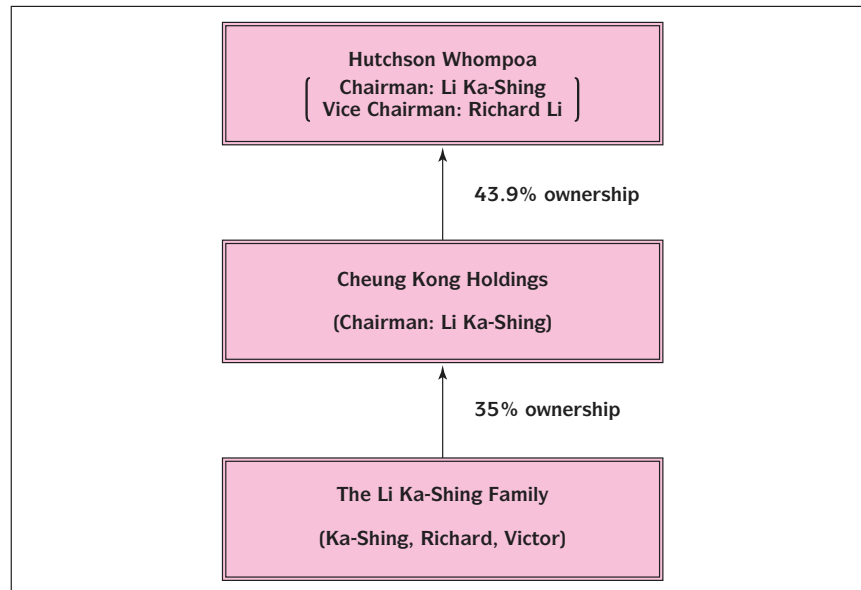 Hutchson Whompoa
Chairman: Li Ka-Shing
Vice Chairman: Richard Li
43.9% ownership
Cheung Kong Holdings
(Chairman: Li Ka-Shing)
35% ownership
The Li Ka-Shing Family
(Ka-Shing, Richard, Victor)